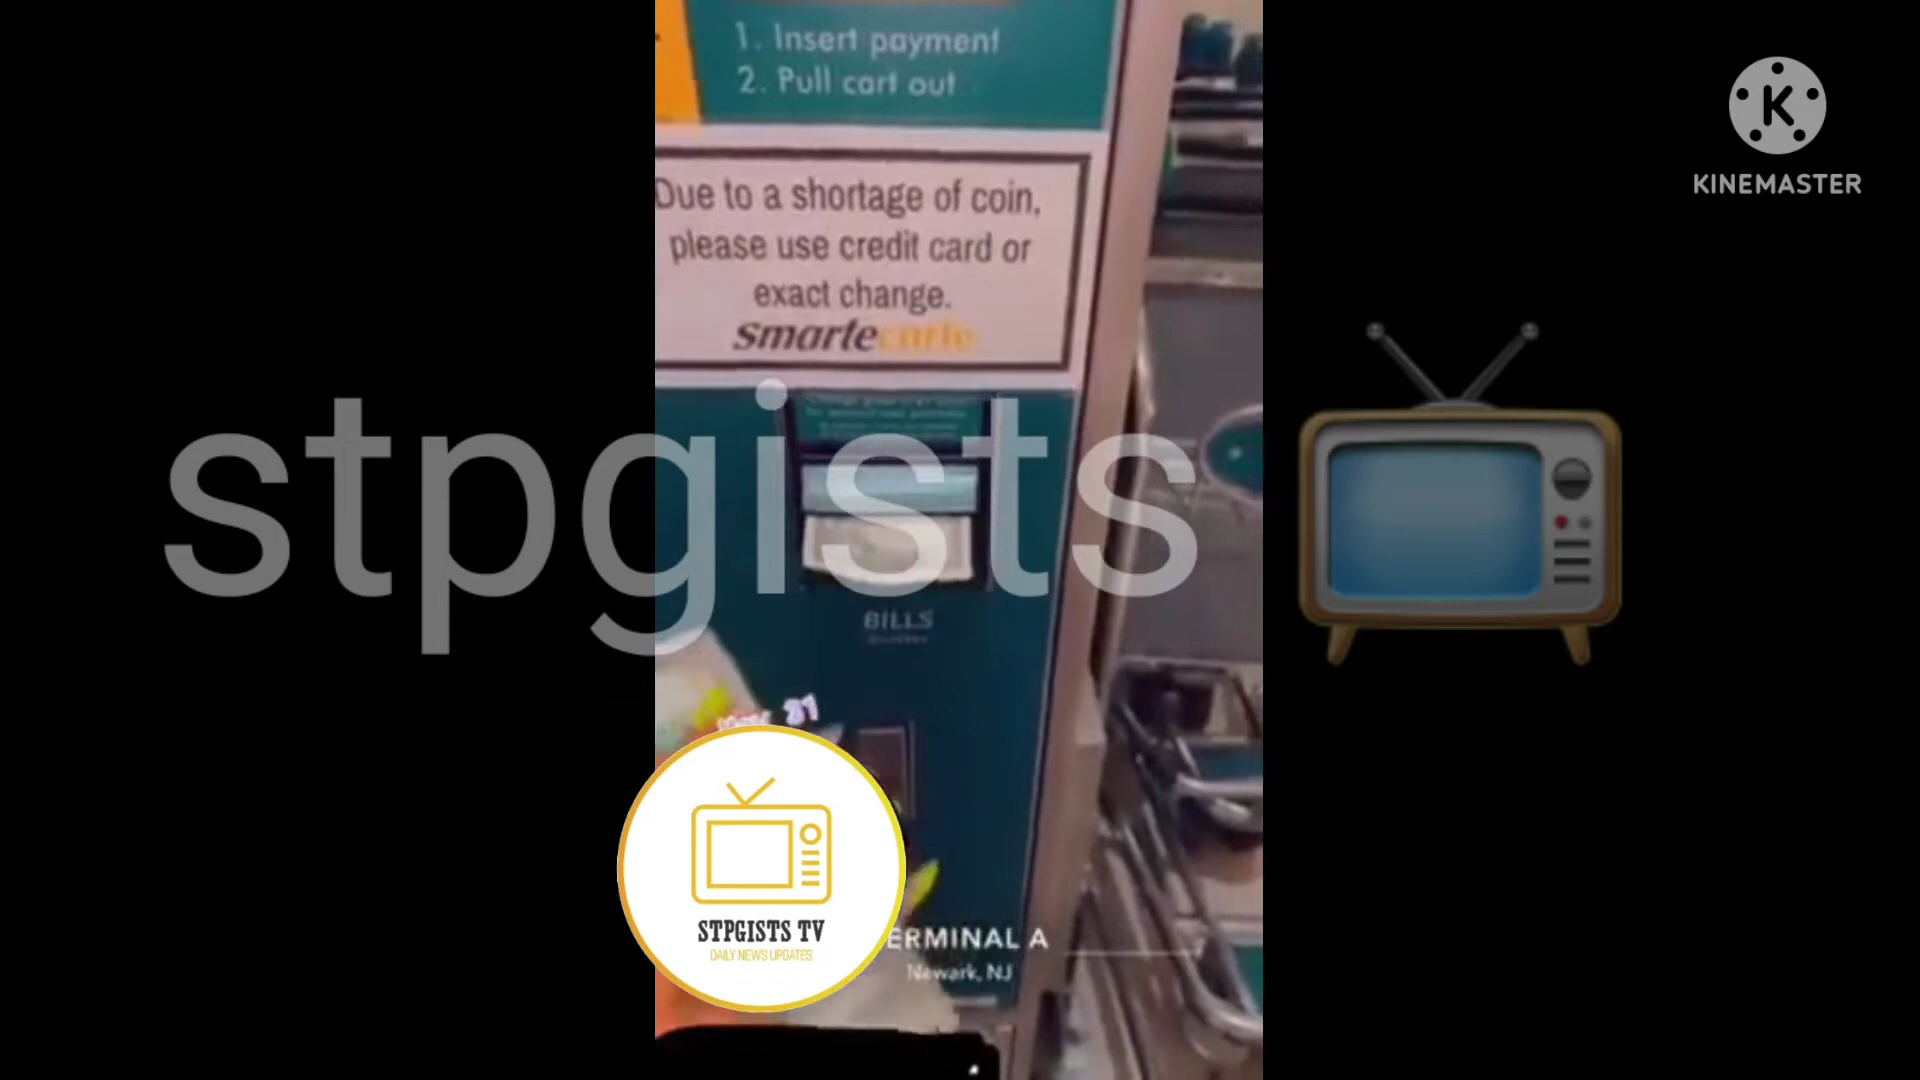 1. Insert payment
2. Pull cart out
KINEMASTER
Due to a shortage of coin,
please use credit card or
exact change.
smartecarte
stpgists
BILLS
31
STPGISTS TV
DAILY NEWS UPDATES
ERMINAL A
Newark, NJ